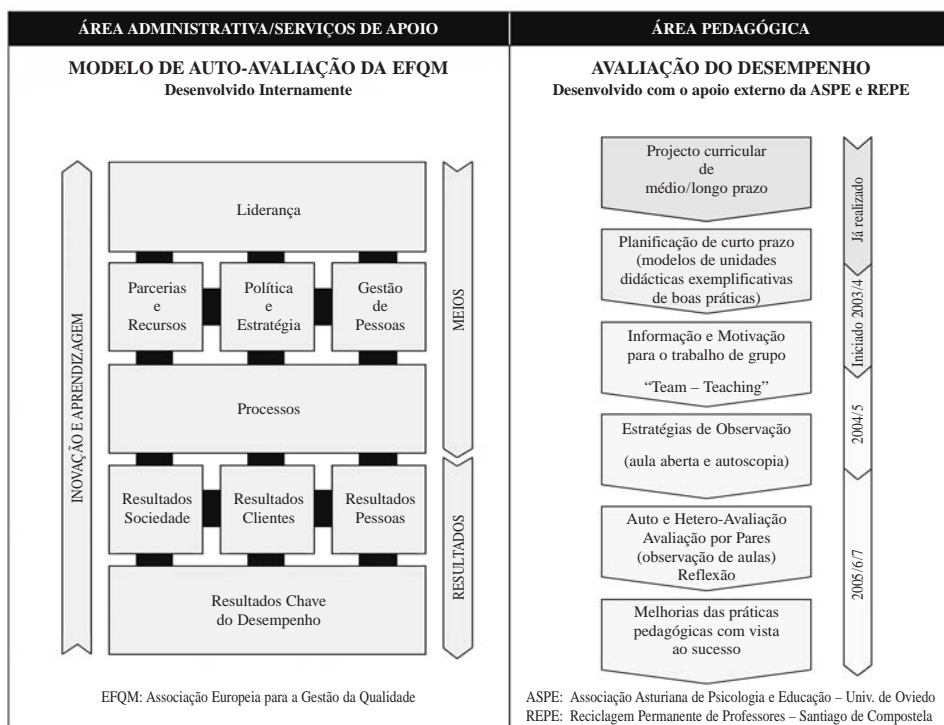 ÁREA ADMINISTRATIVA/SERVIÇOS DE APOIO
MODELO DE AUTO-AVALIAÇÃO DA EFQM
Desenvolvido Internamente
INOVAÇÃO E APRENDIZAGEM
Liderança
Parcerias
e
Recursos
Política
e
Estratégia
Gestão
de
Pessoas
Processos
MEIOS
Resultados
Sociedade
Resultados
Clientes
Resultados
Pessoas
Resultados Chave
do Desempenho
RESULTADOS
EFQM: Associação Europeia para a Gestão da Qualidade
ÁREA PEDAGÓGICA
AVALIAÇÃO DO DESEMPENHO
Desenvolvido com o apoio externo da ASPE e REPE
Projecto curricular
de
médio/longo prazo
Planificação de curto prazo
(modelos de unidades
didácticas exemplificativas
de boas práticas)
Informação e Motivação
para o trabalho de grupo
“Team – Teaching”
Estratégias de Observação
(aula aberta e autoscopia)
Auto e Hetero-Avaliação
Avaliação por Pares
(observação de aulas)
Reflexão
Melhorias das práticas
pedagógicas com vista
ao sucesso
Já realizado
Iniciado 2003/4
2004/5
2005/6/7
ASPE: Associação Asturiana de Psicologia e Educação – Univ. de Oviedo
REPE: Reciclagem Permanente de Professores – Santiago de Compostela